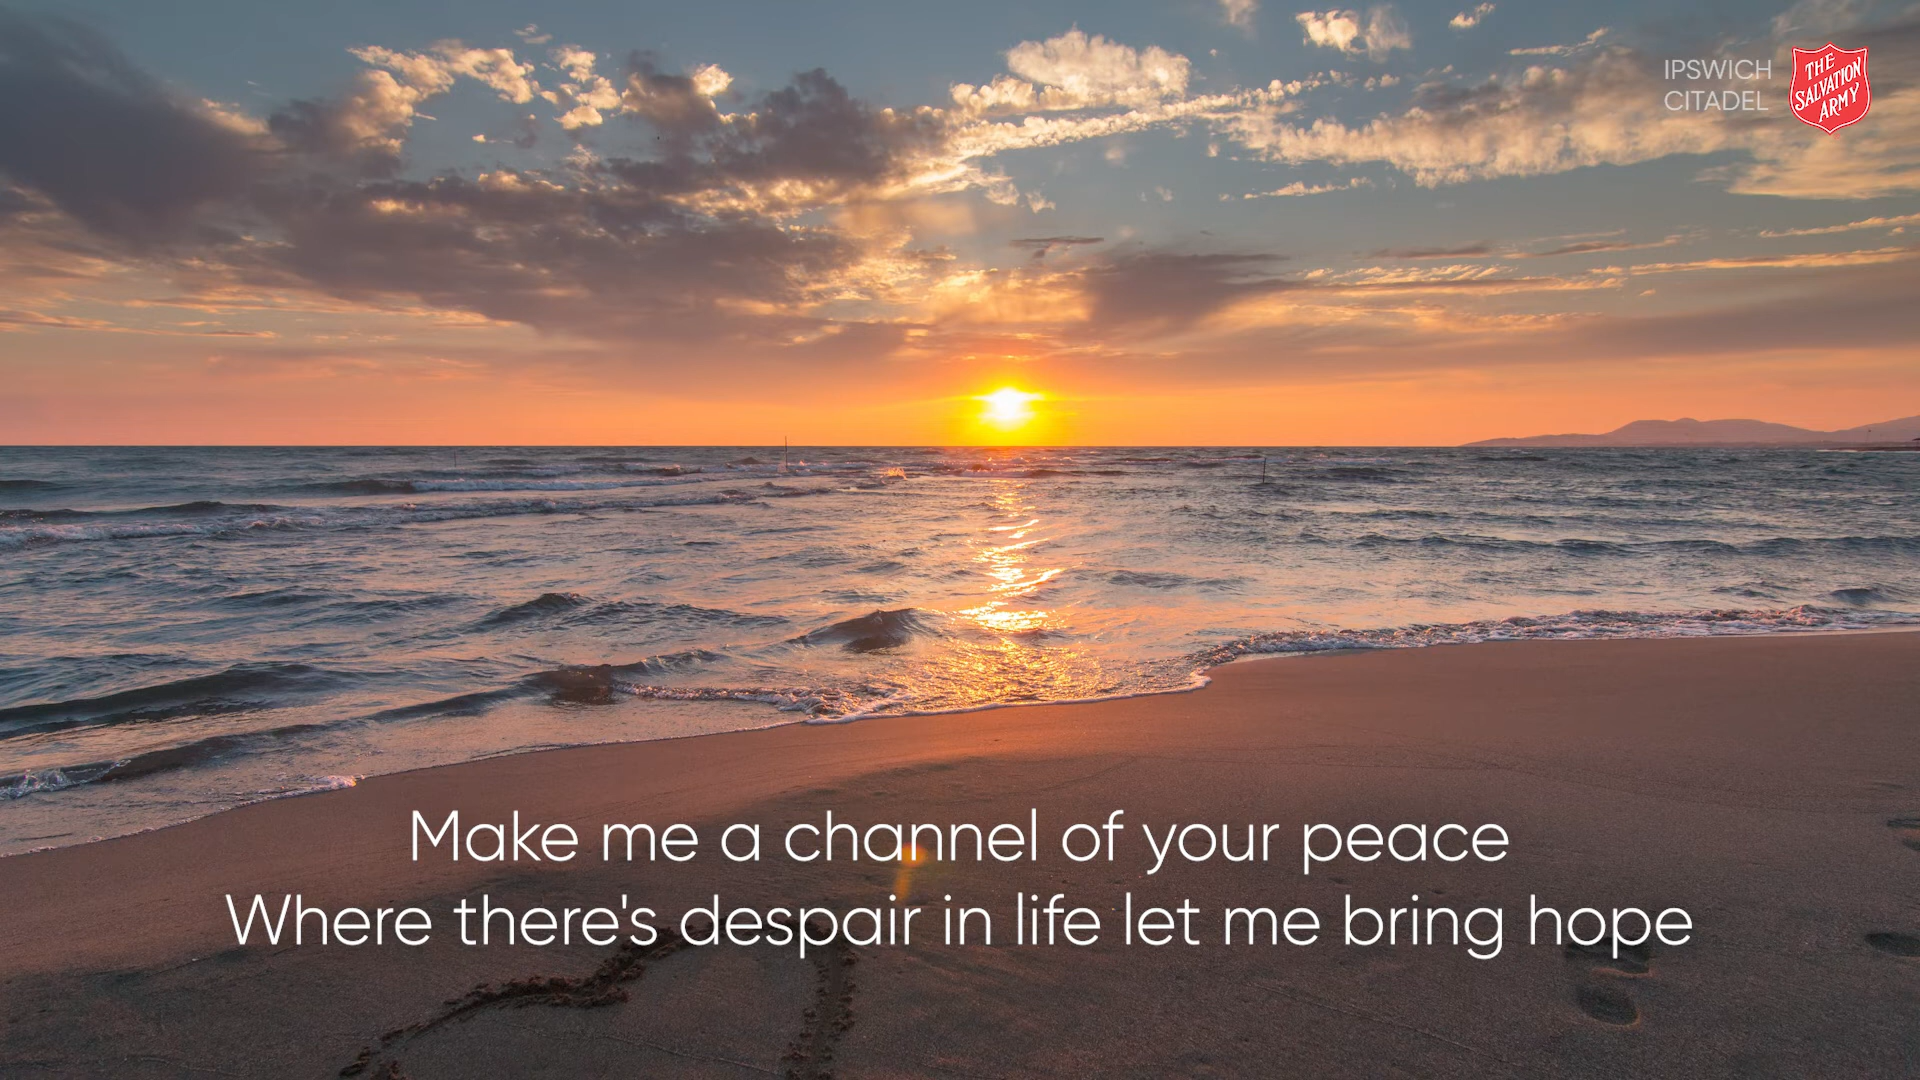 IPSWICH
CITADEL
THE
SALVATION
ARMY
Make me a channel of your peace
Where there's despair in life let me bring hope